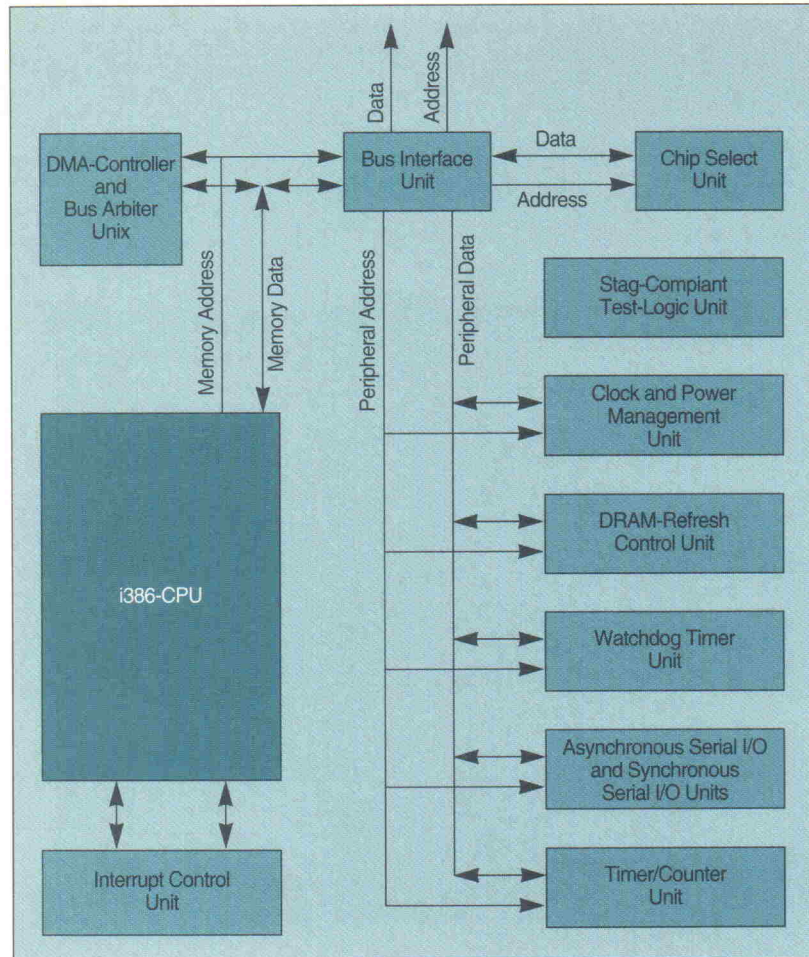 Data
Address
DMA-Controller
and
Bus Arbiter
Unix
Bus Interface
Unit
Data
Address
Chip Select
Unit
Memory Address
Memory Data
Peripheral Address
Peripheral Data
Stag-Compiant
Test-Logic Unit
Clock and Power
Management
Unit
DRAM-Refresh
Control Unit
i386-CPU
Watchdog Timer
Unit
Asynchronous Serial I/O
and Synchronous
Serial I/O Units
Interrupt Control
Unit
Timer/Counter
Unit